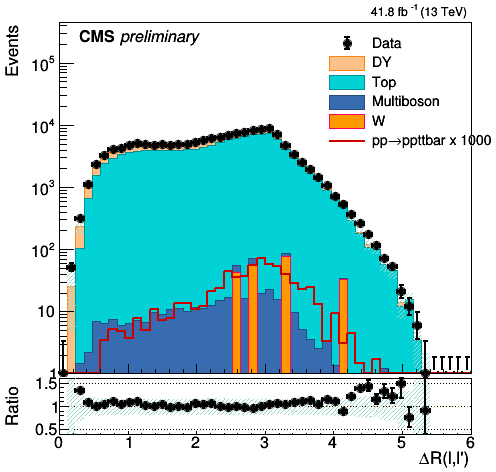 41.8 fb⁻¹ (13 TeV)
CMS preliminary
Events
Data
DY
Top
Multiboson
W
pp→ppttbar x 1000
10⁵
10⁴
10³
10²
10
1
Ratio
1.5
1
0.5
0 1 2 3 4 5 6
ΔR(l,l')